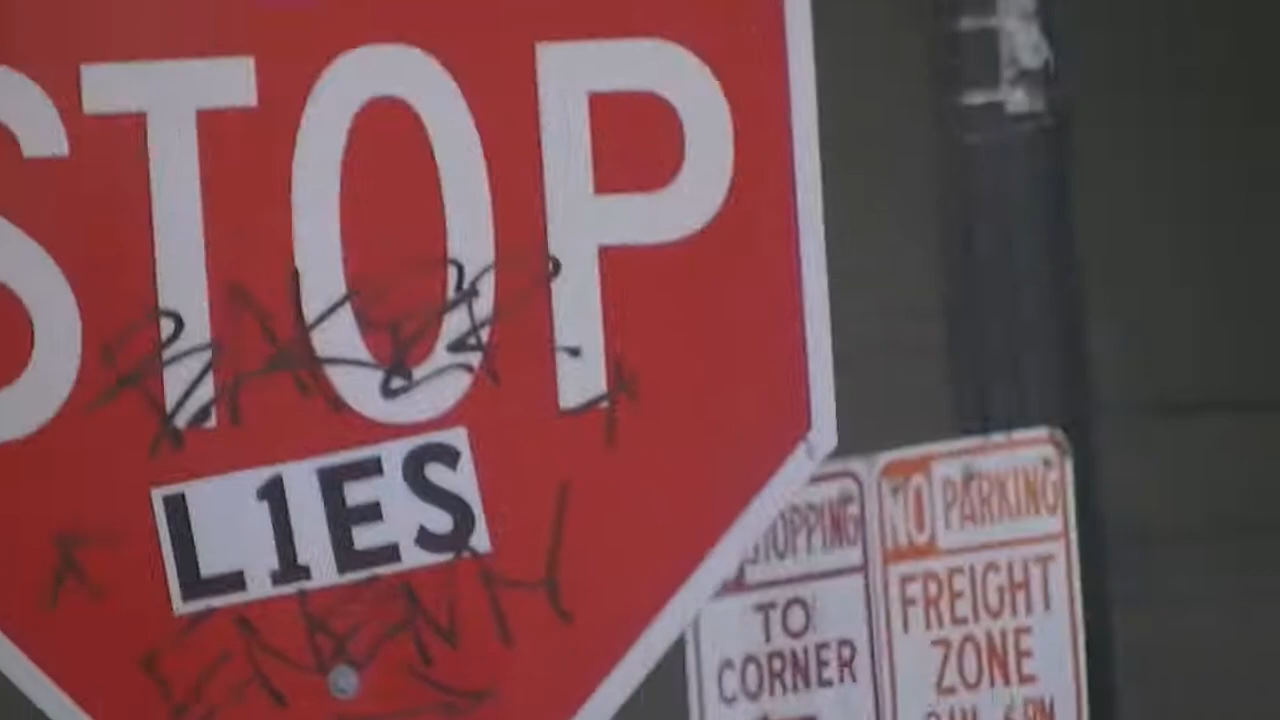 STOP
L1ES
STOPPING
TO
CORNER
NO PARKING
FREIGHT
ZONE